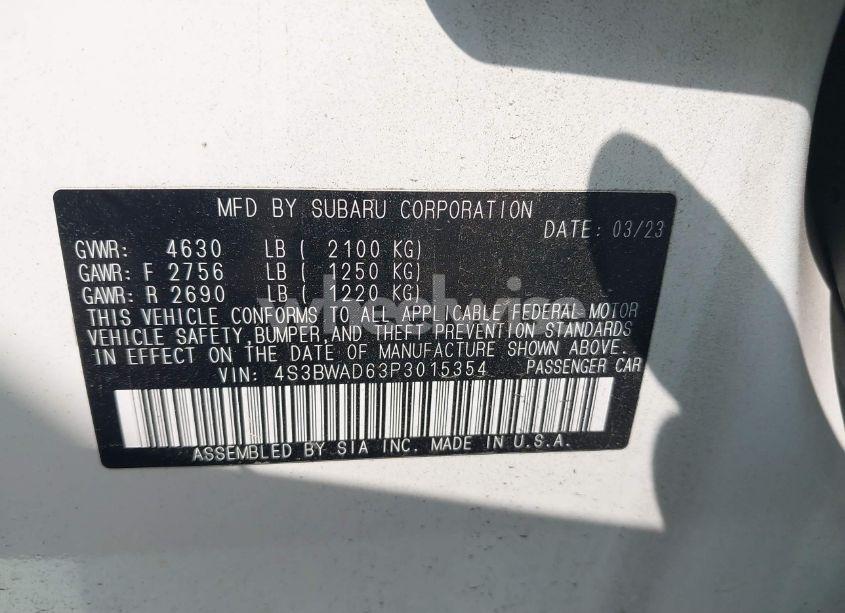 MFD BY SUBARU CORPORATION
DATE: 03/23
GVWR: 4630 LB ( 2100 KG)
GAWR: F 2756 LB ( 1250 KG)
GAWR: R 2690 LB ( 1220 KG)
wheelwise
THIS VEHICLE CONFORMS TO ALL APPLICABLE FEDERAL MOTOR
VEHICLE SAFETY, BUMPER, AND THEFT PREVENTION STANDARDS
IN EFFECT ON THE DATE OF MANUFACTURE SHOWN ABOVE.
VIN: 4S3BWAD63P3015354 PASSENGER CAR
ASSEMBLED BY SIA INC. MADE IN U.S.A.